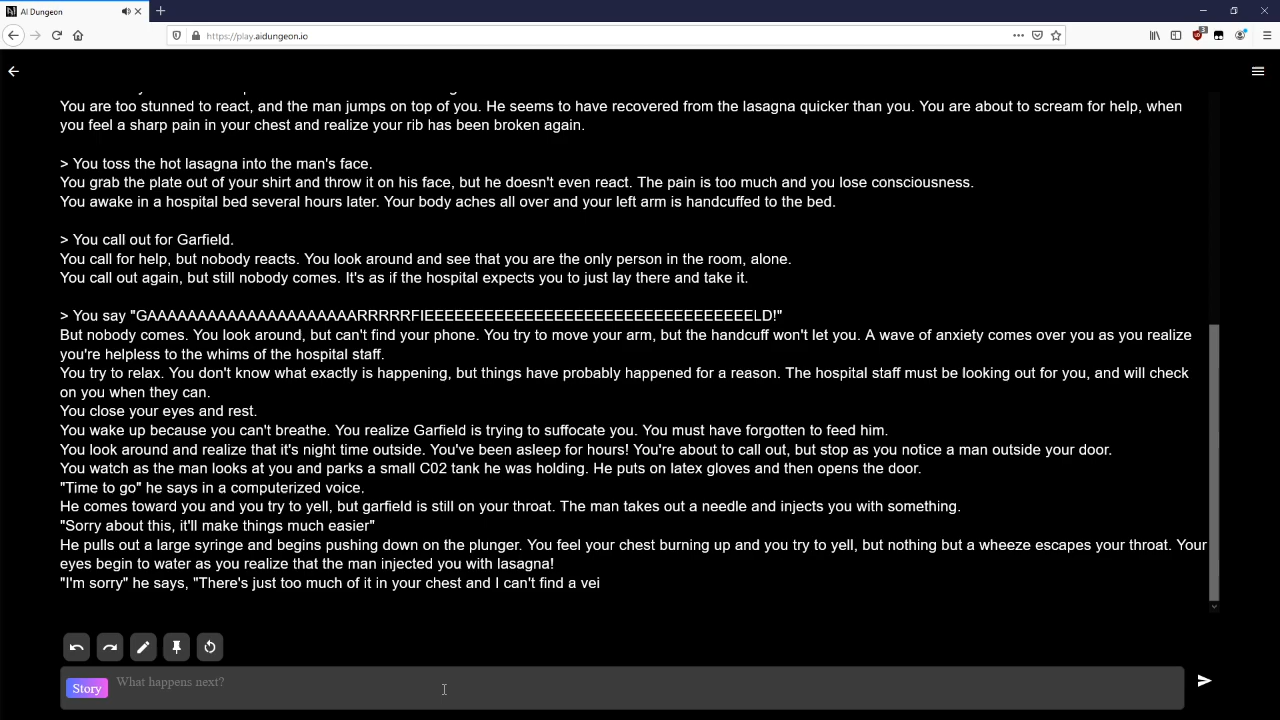 AI Dungeon
https://play.aidungeon.io
You are too stunned to react, and the man jumps on top of you. He seems to have recovered from the lasagna quicker than you. You are about to scream for help, when
you feel a sharp pain in your chest and realize your rib has been broken again.
> You toss the hot lasagna into the man's face.
You grab the plate out of your shirt and throw it on his face, but he doesn't even react. The pain is too much and you lose consciousness.
You awake in a hospital bed several hours later. Your body aches all over and your left arm is handcuffed to the bed.
> You call out for Garfield.
You call for help, but nobody reacts. You look around and see that you are the only person in the room, alone.
You call out again, but still nobody comes. It's as if the hospital expects you to just lay there and take it.
> You say "GAAAAAAAAAAAAAAAAAAAAARRRRRFIEEEEEEEEEEEEEEEEEEEEEEEEEEEEEEEEELD!"
But nobody comes. You look around, but can't find your phone. You try to move your arm, but the handcuff won't let you. A wave of anxiety comes over you as you realize
you're helpless to the whims of the hospital staff.
You try to relax. You don't know what exactly is happening, but things have probably happened for a reason. The hospital staff must be looking out for you, and will check
on you when they can.
You close your eyes and rest.
You wake up because you can't breathe. You realize Garfield is trying to suffocate you. You must have forgotten to feed him.
You look around and realize that it's night time outside. You've been asleep for hours! You're about to call out, but stop as you notice a man outside your door.
You watch as the man looks at you and parks a small C02 tank he was holding. He puts on latex gloves and then opens the door.
"Time to go" he says in a computerized voice.
He comes toward you and you try to yell, but garfield is still on your throat. The man takes out a needle and injects you with something.
"Sorry about this, it'll make things much easier"
He pulls out a large syringe and begins pushing down on the plunger. You feel your chest burning up and you try to yell, but nothing but a wheeze escapes your throat. Your
eyes begin to water as you realize that the man injected you with lasagna!
"I'm sorry" he says, "There's just too much of it in your chest and I can't find a vei
Story What happens next?